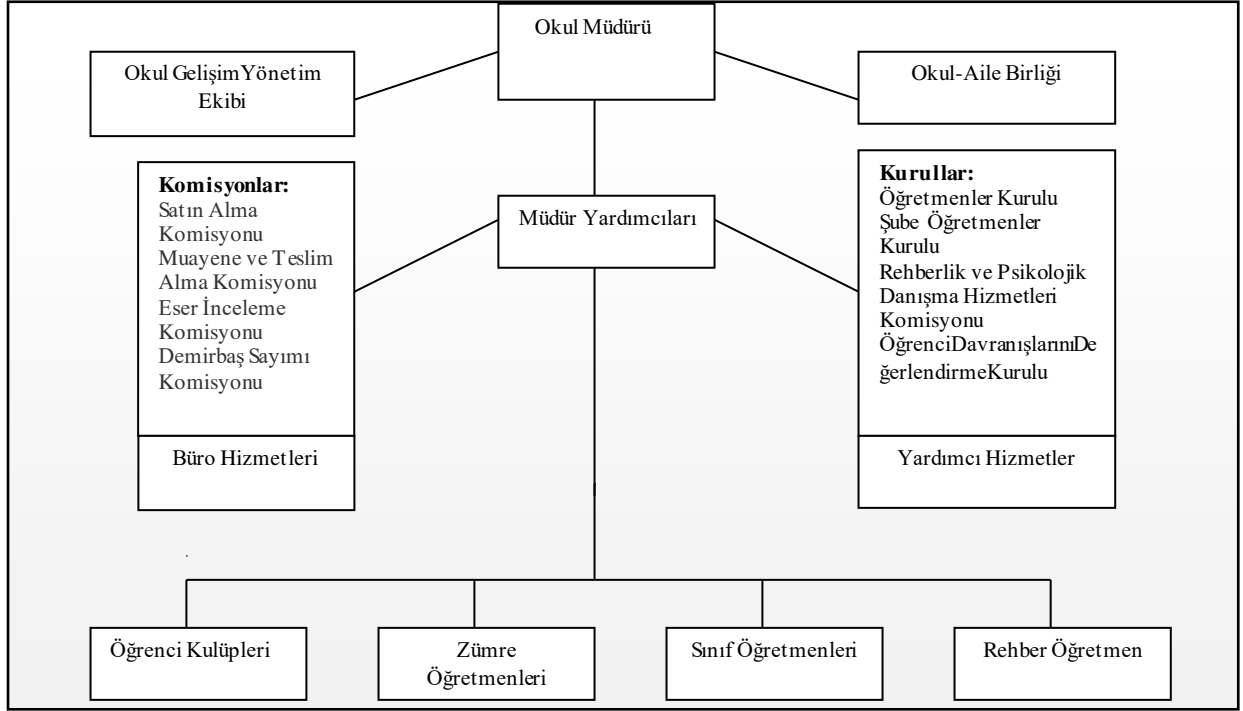 Okul Müdürü
Okul GelişimYönetim
Ekibi
Okul-Aile Birliği
Komisyonlar:
Satın Alma
Komisyonu
Muayene ve Teslim
Alma Komisyonu
Eser İnceleme
Komisyonu
Demirbaş Sayımı
Komisyonu
Müdür Yardımcıları
Kurullar:
Öğretmenler Kurulu
Şube Öğretmenler
Kurulu
Rehberlik ve Psikolojik
Danışma Hizmetleri
Komisyonu
ÖğrenciDavranışlarınıDe
ğerlendirmeKurulu
Büro Hizmetleri
Yardımcı Hizmetler
Öğrenci Kulüpleri
Zümre
Öğretmenleri
Sınıf Öğretmenleri
Rehber Öğretmen